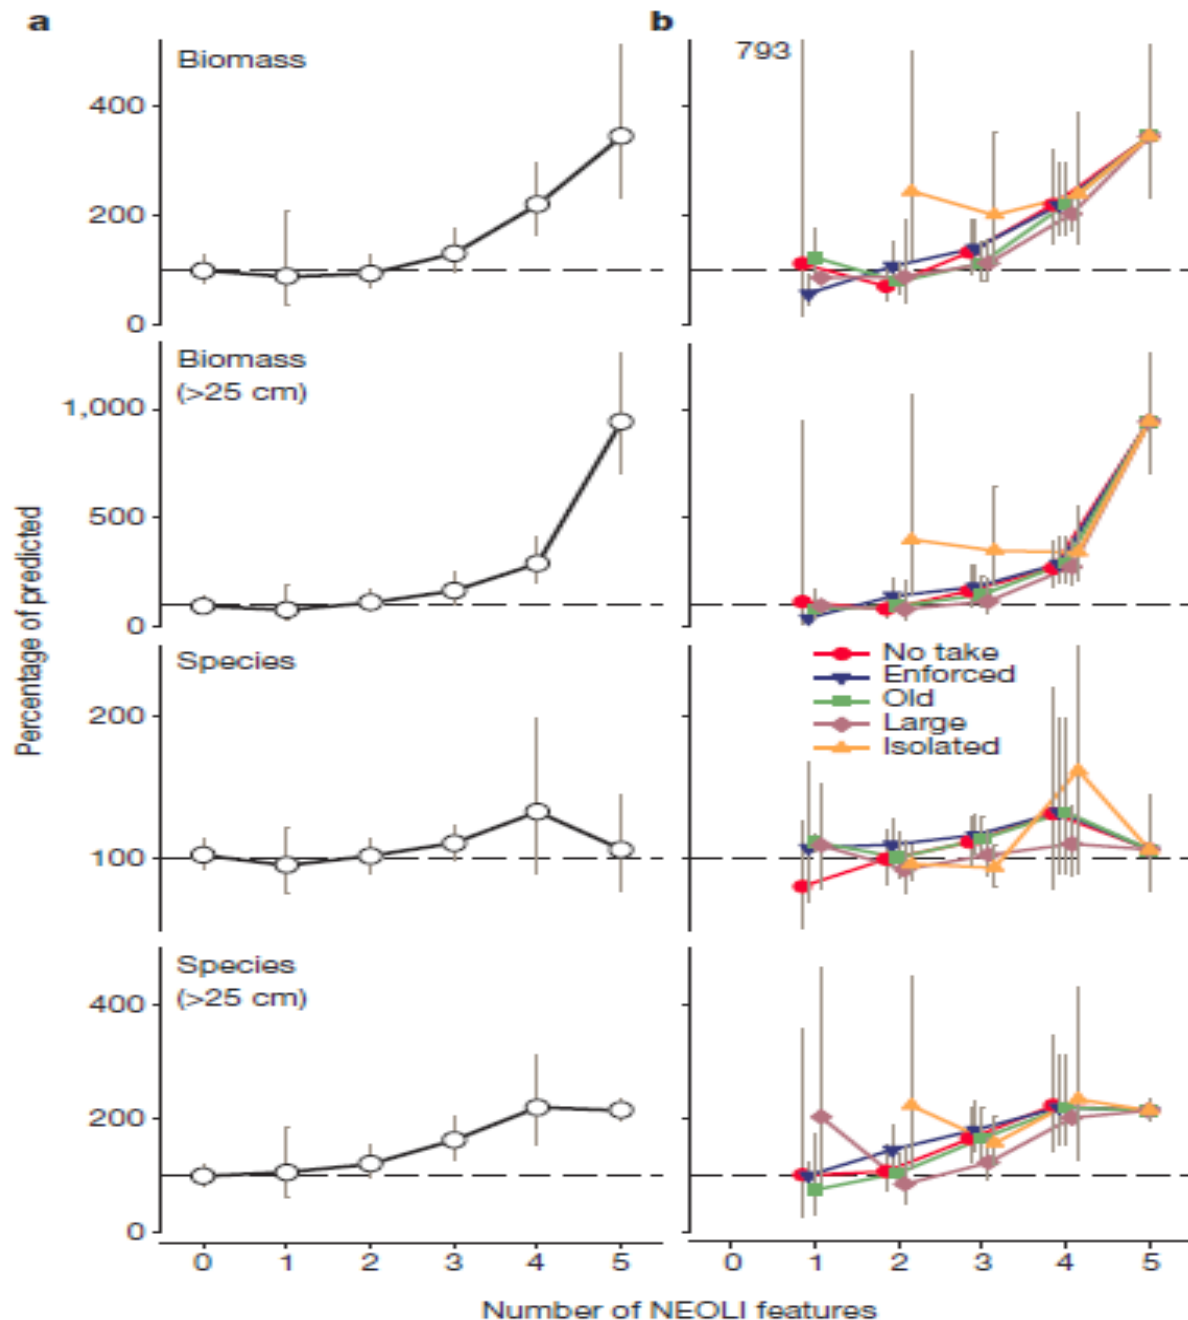 a
b
Biomass
793
400
200
0
Biomass
(>25 cm)
1,000
500
0
Percentage of predicted
Species
No take
Enforced
Old
Large
Isolated
200
100
Species
(>25 cm)
400
200
0
0 1 2 3 4 5
0 1 2 3 4 5
Number of NEOLI features